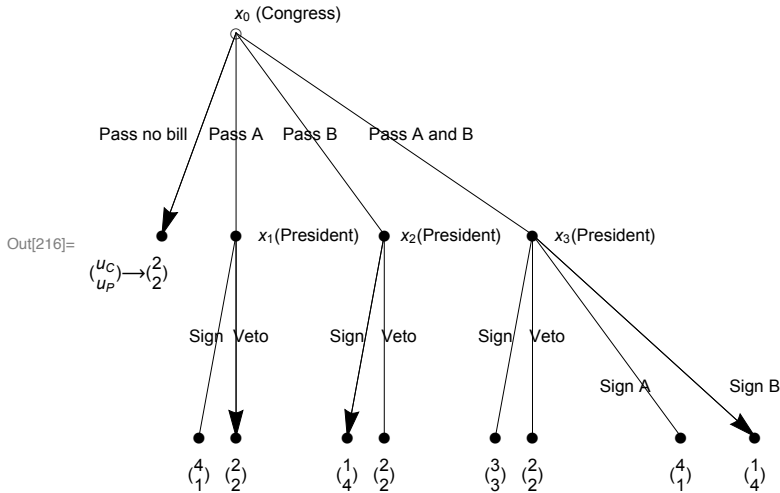 x₀ (Congress)
Pass no bill Pass A Pass B Pass A and B
Out[216]=
x₁(President) x₂(President) x₃(President)
(u_C u_P)→(2 2)
Sign Veto Sign Veto Sign Veto
Sign A Sign B
(4 1) (2 2) (1 4) (2 2) (3 3) (2 2) (4 1) (1 4)